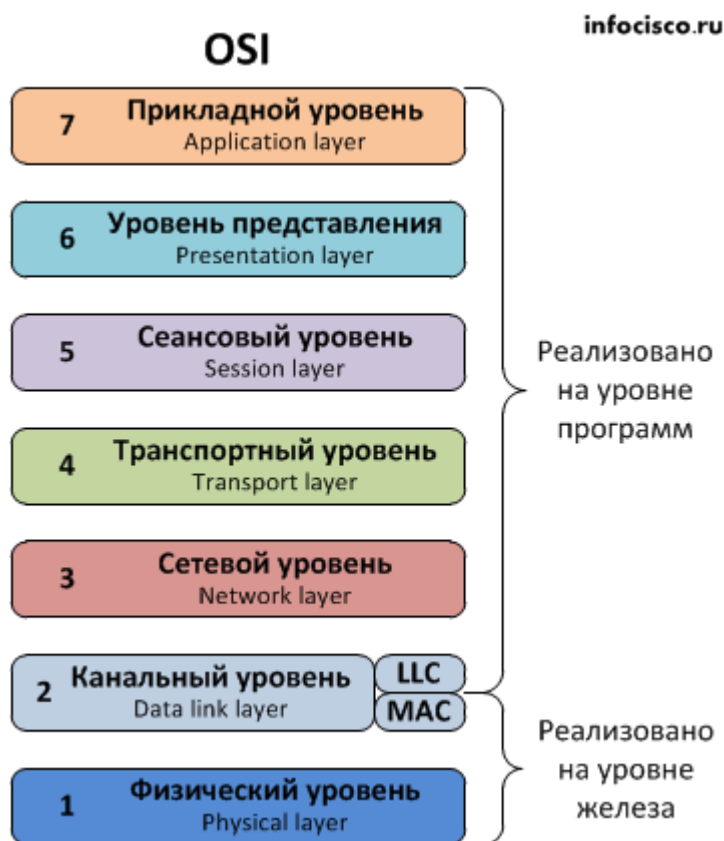 infocisco.ru
OSI
7
Прикладной уровень
Application layer
6
Уровень представления
Presentation layer
5
Сеансовый уровень
Session layer
4
Транспортный уровень
Transport layer
3
Сетевой уровень
Network layer
2
Канальный уровень
Data link layer
LLC
MAC
1
Физический уровень
Physical layer
Реализовано
на уровне
программ
Реализовано
на уровне
железа